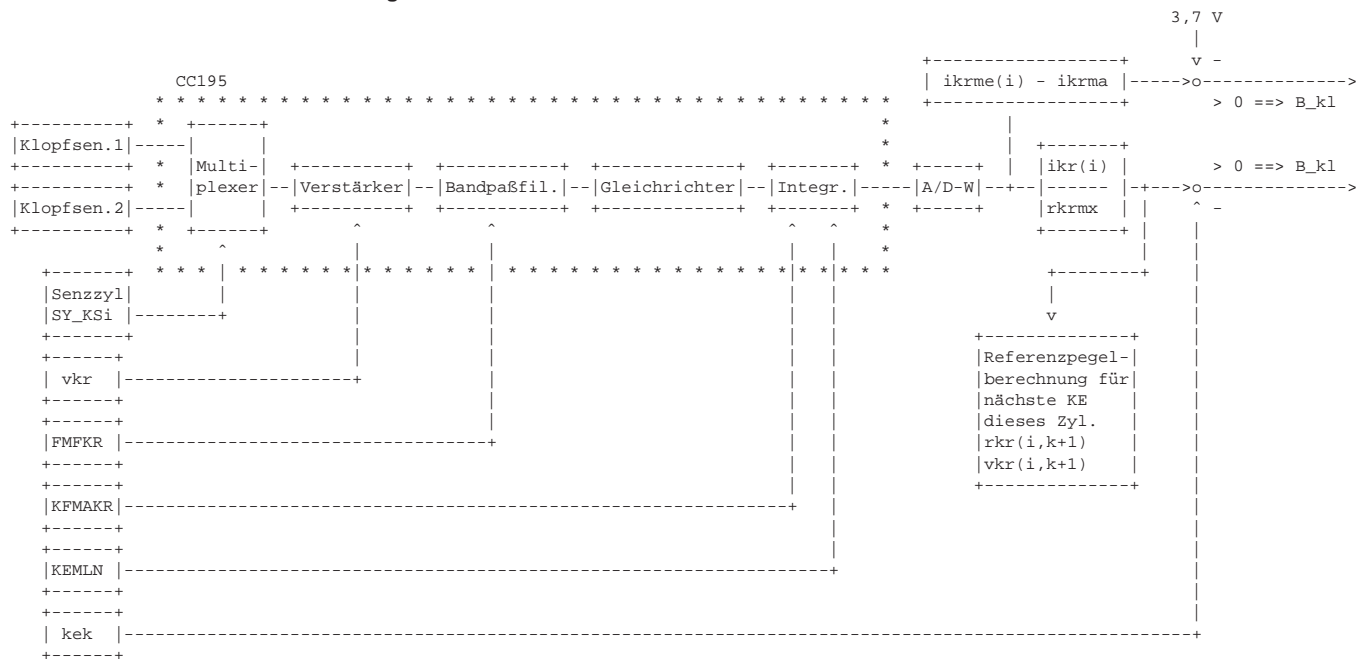 3,7 V
-
CC195
ikrme(i) - ikrma
> 0 ==> B_kl
Klopfsen.1
Klopfsen.2
Multi-
plexer
Verstärker
Bandpaßfil.
Gleichrichter
Integr.
A/D-W
ikr(i)
------
rkrmx
> 0 ==> B_kl
-
Senzzyl
SY_KSi
vkr
FMFKR
KFMAKR
KEMLN
kek
Referenzpegel-
berechnung für
nächste KE
dieses Zyl.
rkr(i,k+1)
vkr(i,k+1)